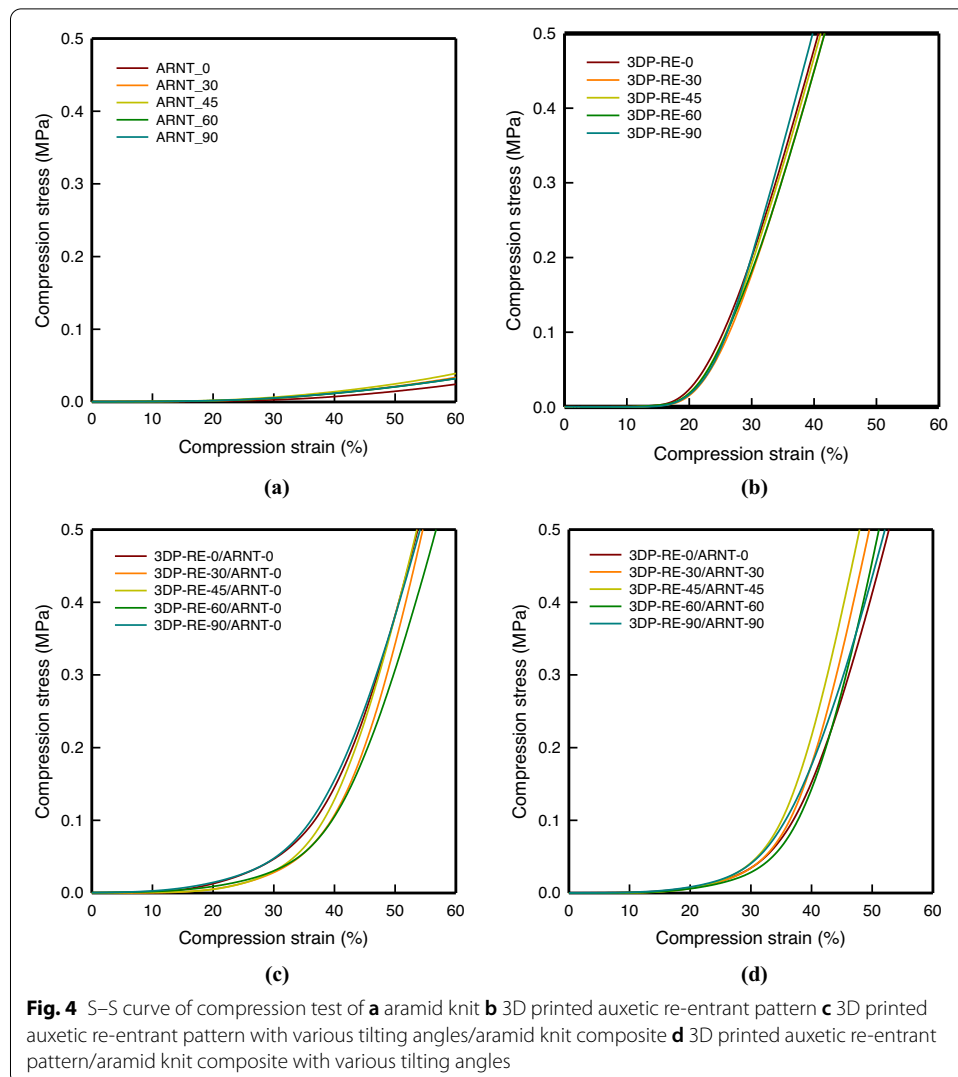 0.5
0.4
0.3
0.2
0.1
0.0
Compression stress (MPa)
ARNT_0
ARNT_30
ARNT_45
ARNT_60
ARNT_90
0 10 20 30 40 50 60
Compression strain (%)
(a)
0.5
0.4
0.3
0.2
0.1
0.0
Compression stress (MPa)
3DP-RE-0
3DP-RE-30
3DP-RE-45
3DP-RE-60
3DP-RE-90
0 10 20 30 40 50 60
Compression strain (%)
(b)
0.5
0.4
0.3
0.2
0.1
0.0
Compression stress (MPa)
3DP-RE-0/ARNT-0
3DP-RE-30/ARNT-0
3DP-RE-45/ARNT-0
3DP-RE-60/ARNT-0
3DP-RE-90/ARNT-0
0 10 20 30 40 50 60
Compression strain (%)
(c)
0.5
0.4
0.3
0.2
0.1
0.0
Compression stress (MPa)
3DP-RE-0/ARNT-0
3DP-RE-30/ARNT-30
3DP-RE-45/ARNT-45
3DP-RE-60/ARNT-60
3DP-RE-90/ARNT-90
0 10 20 30 40 50 60
Compression strain (%)
(d)
Fig. 4 S–S curve of compression test of a aramid knit b 3D printed auxetic re-entrant pattern c 3D printed
auxetic re-entrant pattern with various tilting angles/aramid knit composite d 3D printed auxetic re-entrant
pattern/aramid knit composite with various tilting angles